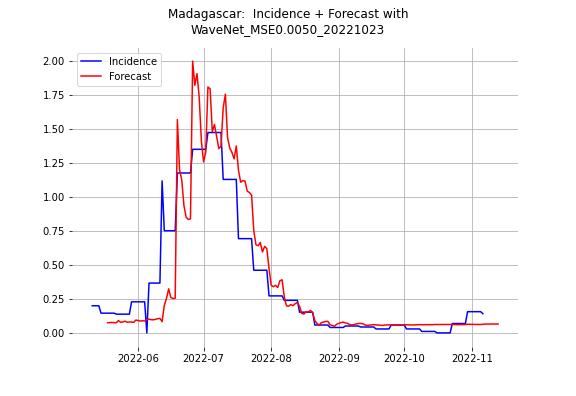 Madagascar:  Incidence + Forecast with
WaveNet_MSE0.0050_20221023
Incidence
Forecast
2.00
1.75
1.50
1.25
1.00
0.75
0.50
0.25
0.00
2022-06 2022-07 2022-08 2022-09 2022-10 2022-11